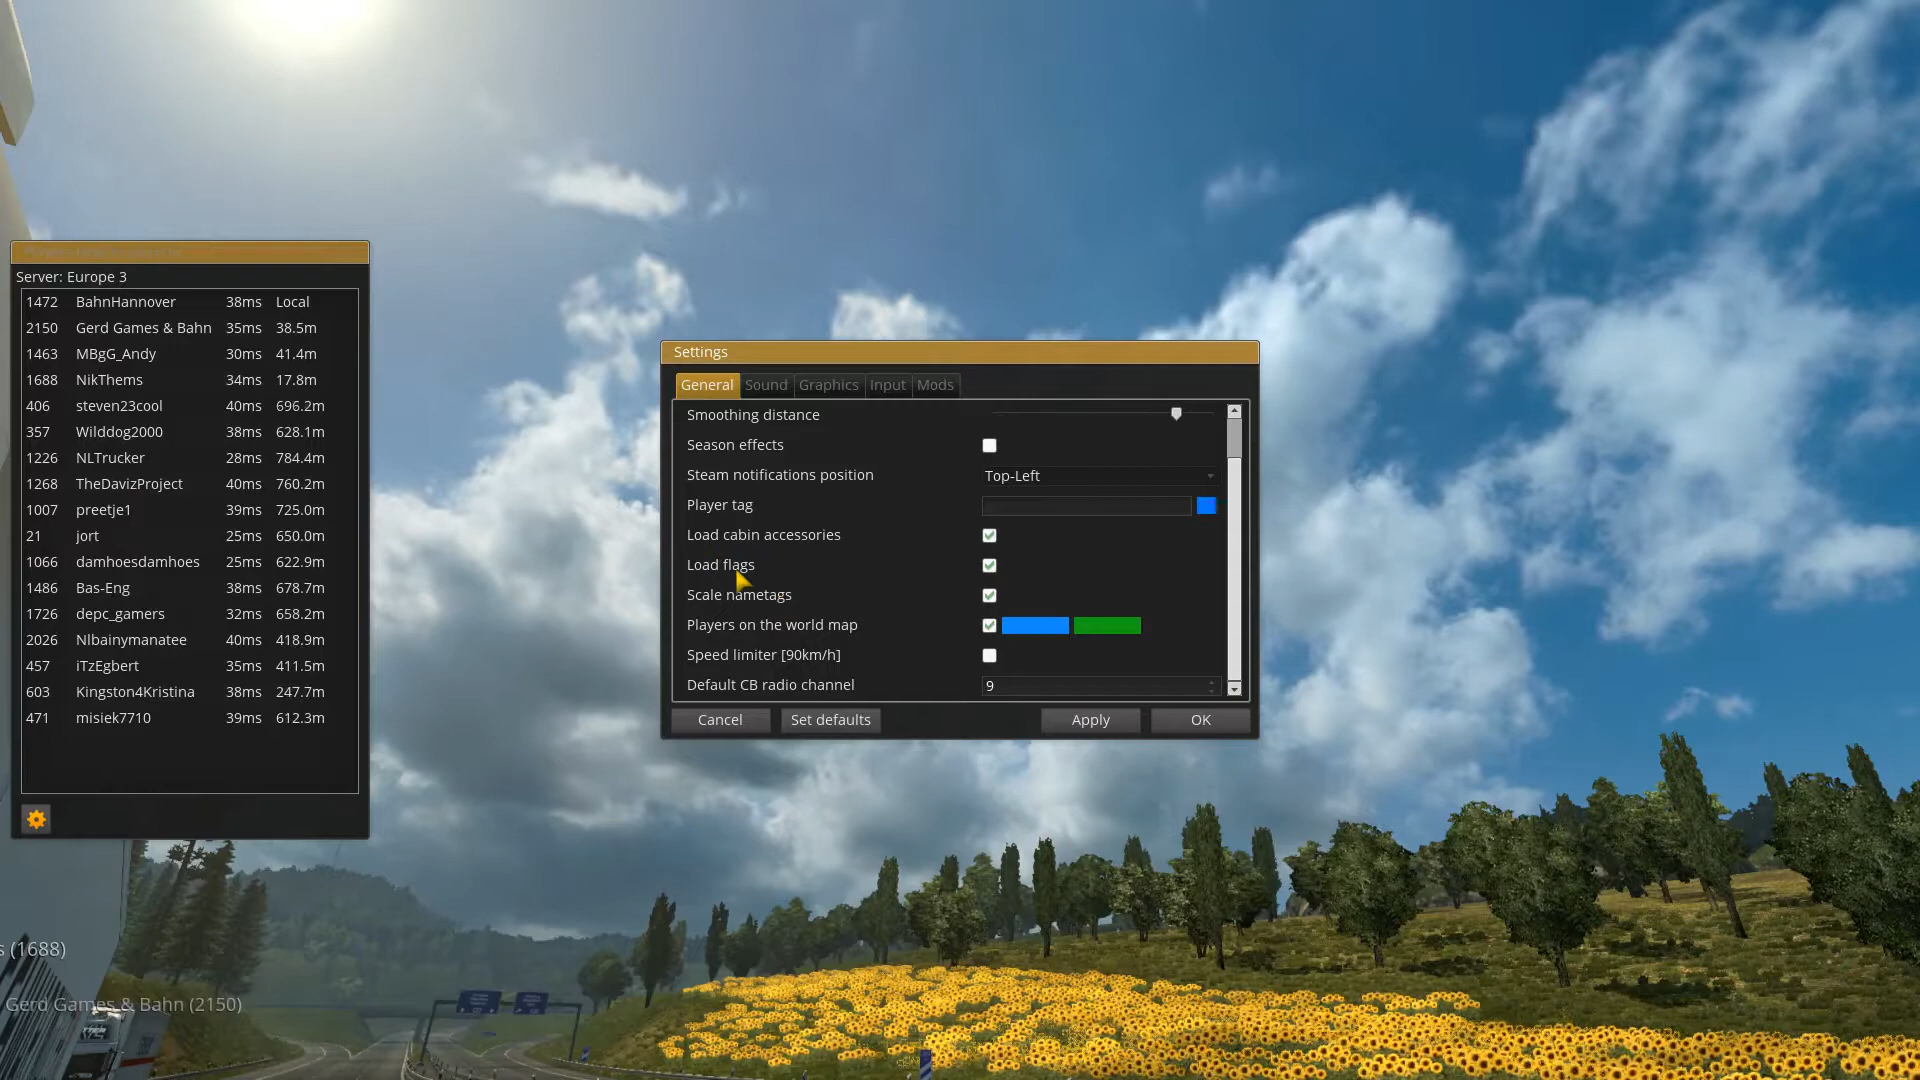 Server: Europe 3
1472 BahnHannover 38ms Local
2150 Gerd Games & Bahn 35ms 38.5m
1463 MBgG_Andy 30ms 41.4m
1688 NikThems 34ms 17.8m
406 steven23cool 40ms 696.2m
357 Wilddog2000 38ms 628.1m
1226 NLTrucker 28ms 784.4m
1268 TheDavizProject 40ms 760.2m
1007 preetje1 39ms 725.0m
21 jort 25ms 650.0m
1066 damhoesdamhoes 25ms 622.9m
1486 Bas-Eng 38ms 678.7m
1726 depc_gamers 32ms 658.2m
2026 Nlbainymanatee 40ms 418.9m
457 iTzEgbert 35ms 411.5m
603 Kingston4Kristina 38ms 247.7m
471 misiek7710 39ms 612.3m
Settings
General Sound Graphics Input Mods
Smoothing distance
Season effects
Steam notifications position Top-Left
Player tag
Load cabin accessories
Load flags
Scale nametags
Players on the world map
Speed limiter [90km/h]
Default CB radio channel 9
Cancel Set defaults Apply OK
s (1688)
Gerd Games & Bahn (2150)